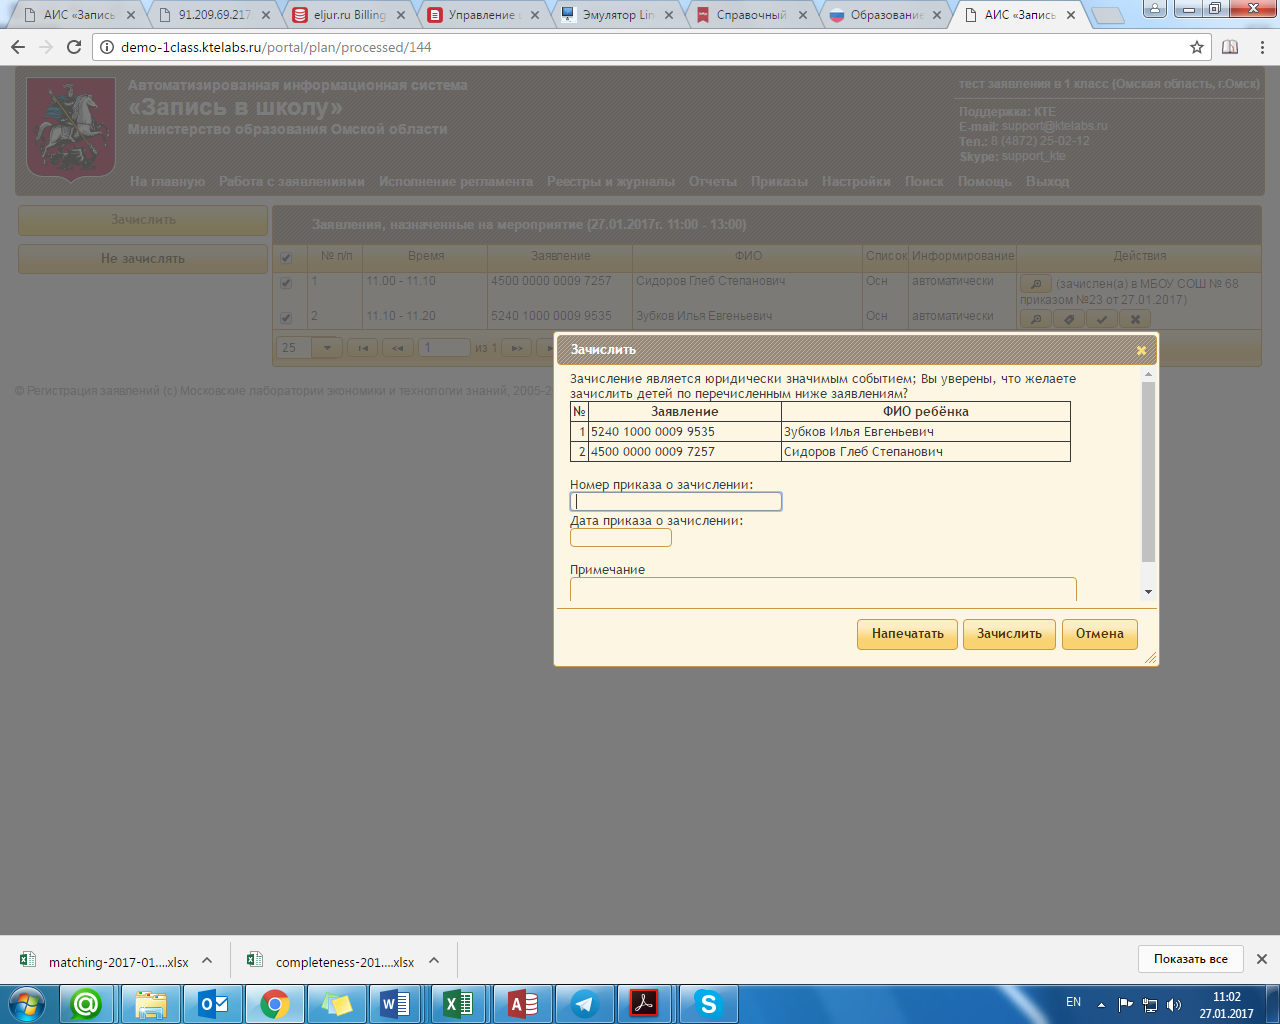 АИС «Запись
91.209.69.217
eljur.ru Billing
Управление
Эмулятор Lin
Справочный
Образование
АИС «Запись
demo-1class.ktelabs.ru/portal/plan/processed/144
Автоматизированная информационная система
«Запись в школу»
Министерство образования Омской области
тест заявления в 1 класс (Омская область, г.Омск)
Поддержка: КТЕ
E-mail: support@ktelabs.ru
Тел.: 8 (4872) 25-02-12
Skype: support_kte
На главную Работа с заявлениями Исполнение регламента Реестры и журналы Отчеты Приказы Настройки Поиск Помощь Выход
Зачислить
Не зачислять
Заявления, назначенные на мероприятие (27.01.2017г. 11:00 - 13:00)
№ п/п Время Заявление ФИО Список Информирование Действия
1 11.00 - 11.10 4500 0000 0009 7257 Сидоров Глеб Степанович Осн автоматически (зачислен(а) в МБОУ СОШ № 68
приказом №23 от 27.01.2017)
2 11.10 - 11.20 5240 1000 0009 9535 Зубков Илья Евгеньевич Осн автоматически
25 1 из 1
© Регистрация заявлений (с) Московские лаборатории экономики и технологии знаний, 2005-2
Зачислить
Зачисление является юридически значимым событием; Вы уверены, что желаете
зачислить детей по перечисленным ниже заявлениям?
№ Заявление ФИО ребёнка
1 5240 1000 0009 9535 Зубков Илья Евгеньевич
2 4500 0000 0009 7257 Сидоров Глеб Степанович
Номер приказа о зачислении:
Дата приказа о зачислении:
Примечание
Напечатать Зачислить Отмена
matching-2017-01....xlsx
completeness-201....xlsx
Показать все
EN
11:02
27.01.2017